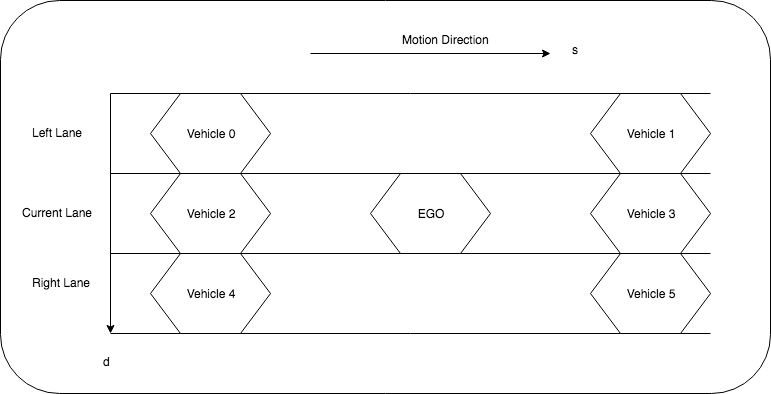 Motion Direction
s
Left Lane
Vehicle 0
Vehicle 1
Current Lane
Vehicle 2
EGO
Vehicle 3
Right Lane
Vehicle 4
Vehicle 5
d